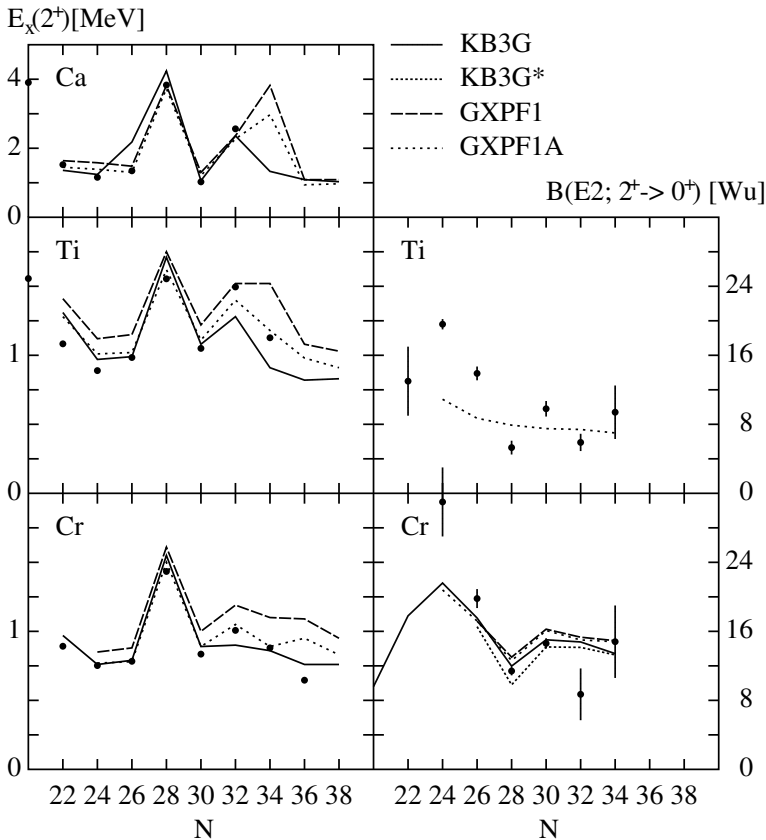 E_x(2⁺)[MeV]
KB3G
KB3G*
GXPF1
GXPF1A
Ca
4
2
0
B(E2; 2⁺-> 0⁺) [Wu]
Ti
1
0
Ti
24
16
8
0
Cr
1
0
Cr
24
16
8
0
22 24 26 28 30 32 34 36 38
22 24 26 28 30 32 34 36 38
N
N